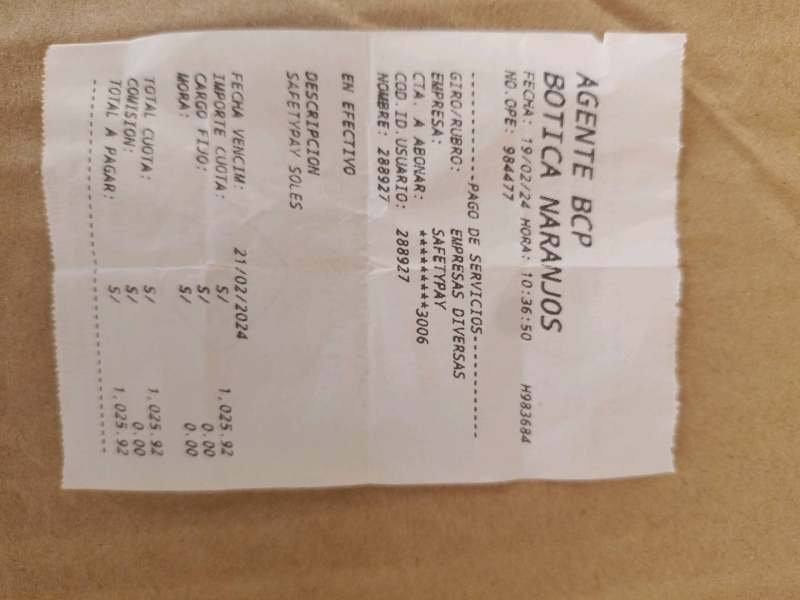 AGENTE BCP
BOTICA NARANJOS
FECHA: 19/02/24 HORA: 10:36:50 H983684
NO.OPE: 984477
------------PAGO DE SERVICIOS------------
GIRO/RUBRO: EMPRESAS DIVERSAS
EMPRESA: SAFETYPAY
CTA. A ABONAR: *********3006
COD.ID.USUARIO: 288927
NOMBRE: 288927
EN EFECTIVO
DESCRIPCION
SAFETYPAY SOLES
FECHA VENCIM: 21/02/2024
IMPORTE CUOTA: S/ 1,025.92
CARGO FIJO: S/ 0.00
MORA: S/ 0.00
TOTAL CUOTA: S/ 1,025.92
COMISION: S/ 0.00
TOTAL A PAGAR: S/ 1,025.92